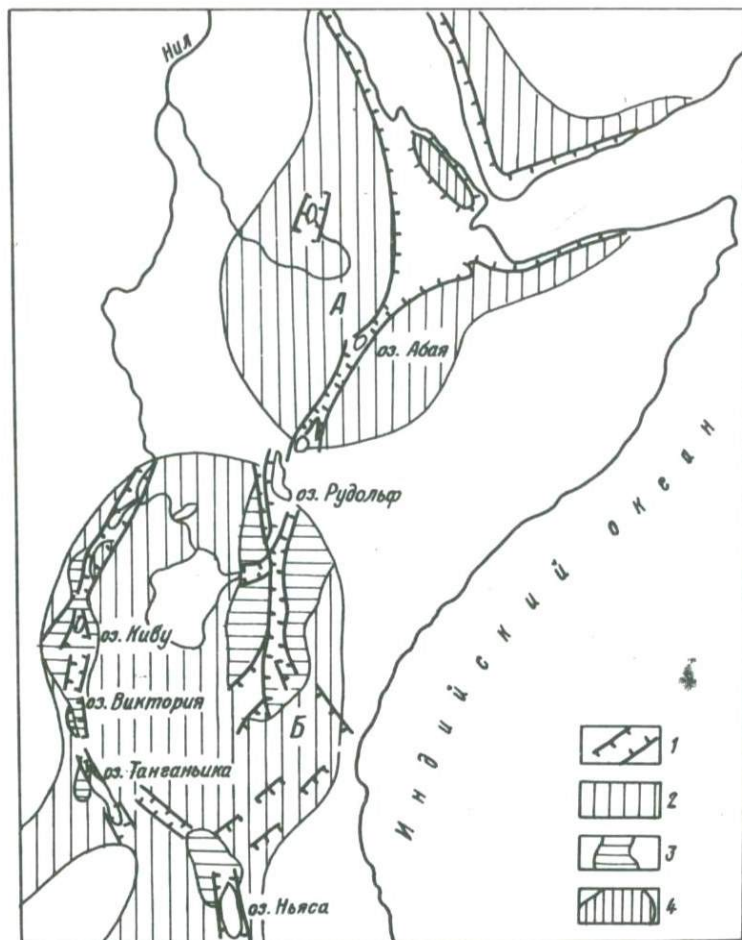 Нил
А
оз. Абая
оз. Рудольф
оз. Киву
оз. Виктория
Б
оз. Танганьика
оз. Ньяса
Индийский океан
1
2
3
4